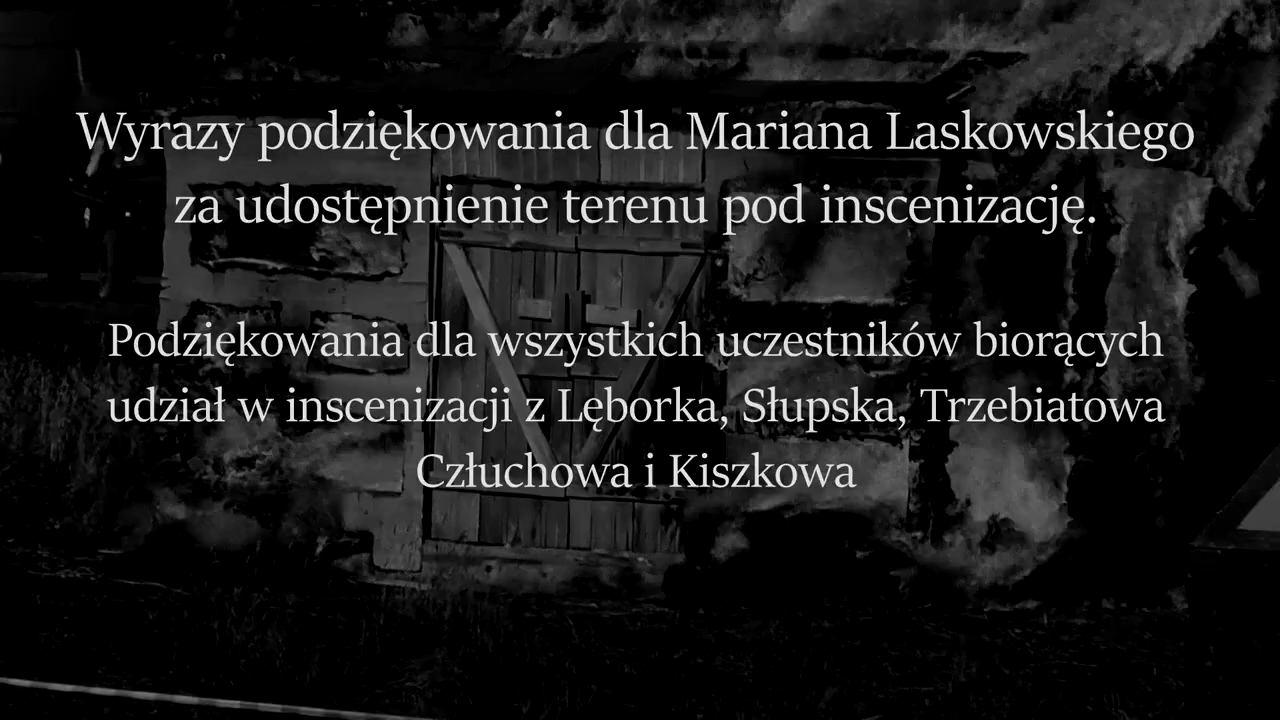 Wyrazy podziękowania dla Mariana Laskowskiego
za udostępnienie terenu pod inscenizację.
Podziękowania dla wszystkich uczestników biorących
udział w inscenizacji z Lęborka, Słupska, Trzebiatowa
Człuchowa i Kiszkowa